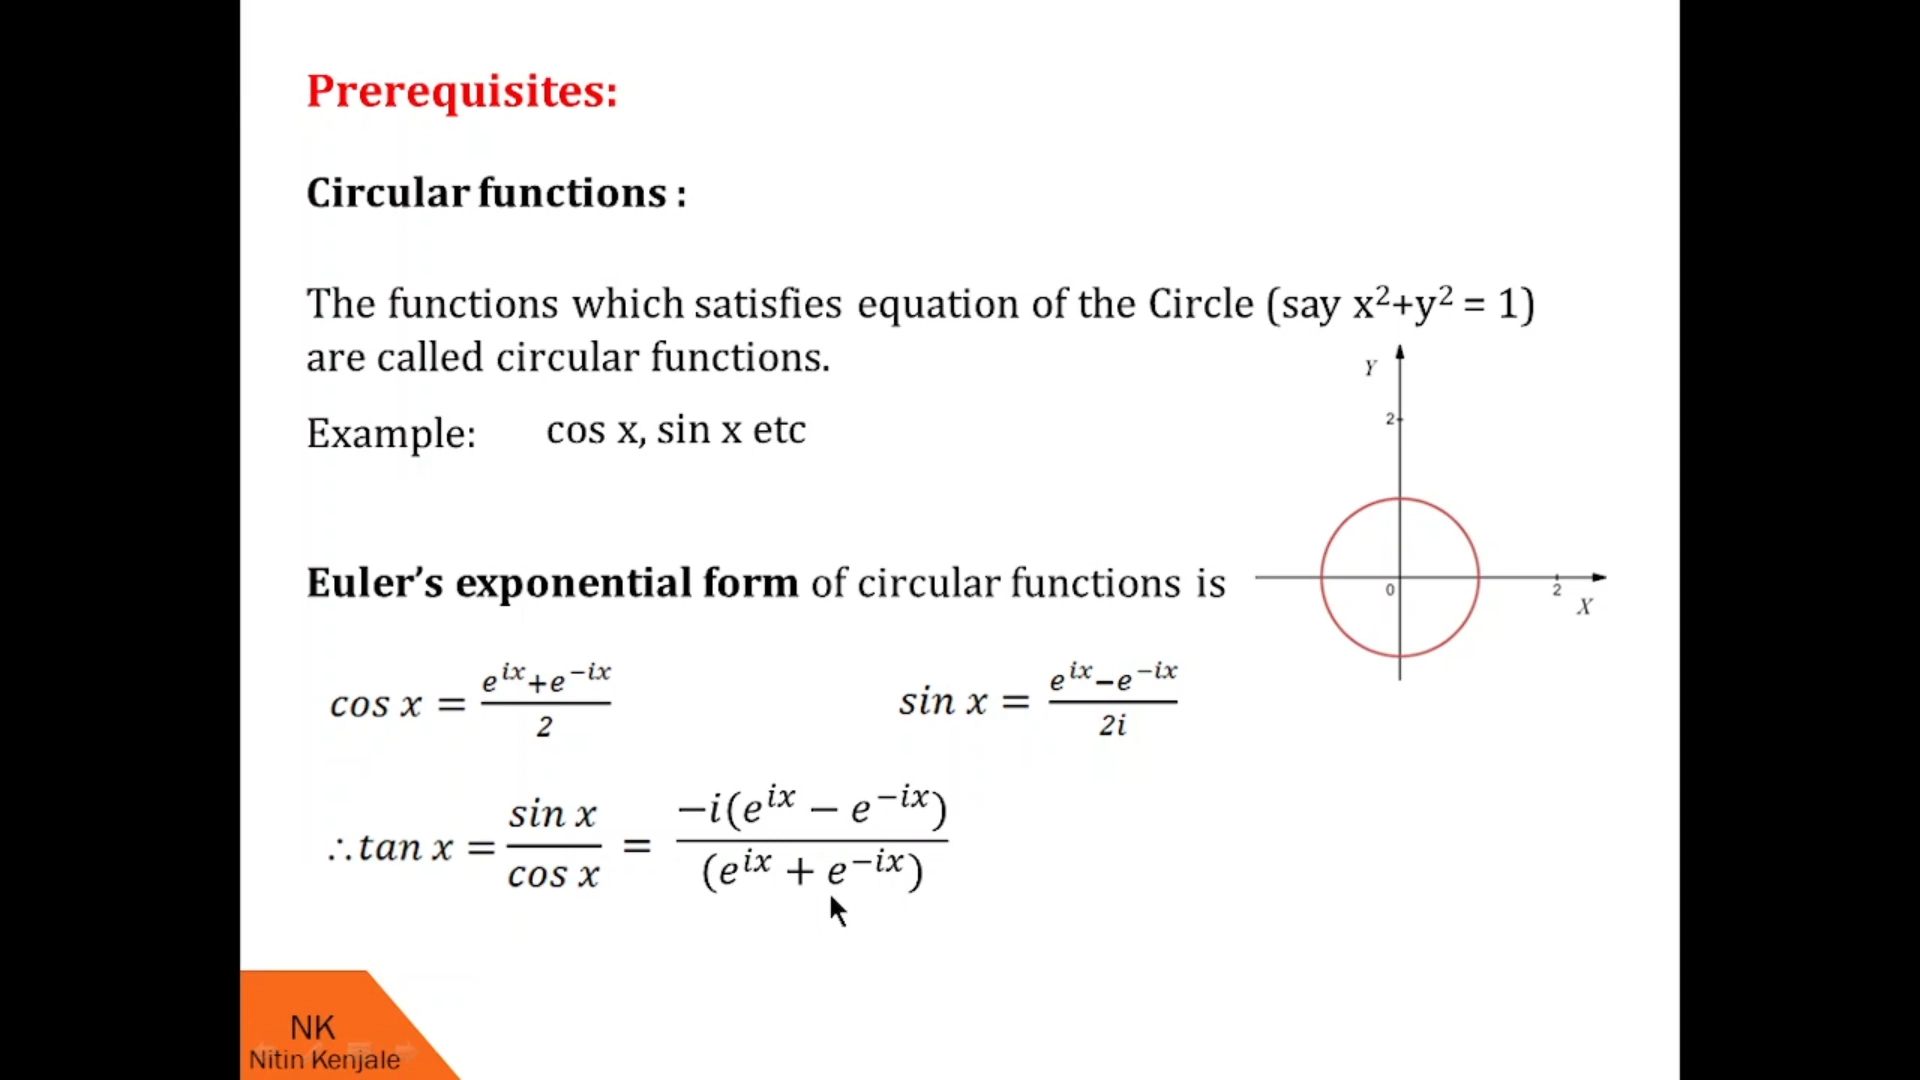 Prerequisites:
Circular functions :
The functions which satisfies equation of the Circle (say x²+y² = 1)
are called circular functions.
Example: cos x, sin x etc
Y
2
0
2
X
Euler’s exponential form of circular functions is
cos x = (e^{ix}+e^{−ix})/2
sin x = (e^{ix}−e^{−ix})/2i
∴tan x = sin x/cos x = −i(e^{ix} − e^{−ix})/(e^{ix} + e^{−ix})
NK
Nitin Kenjale